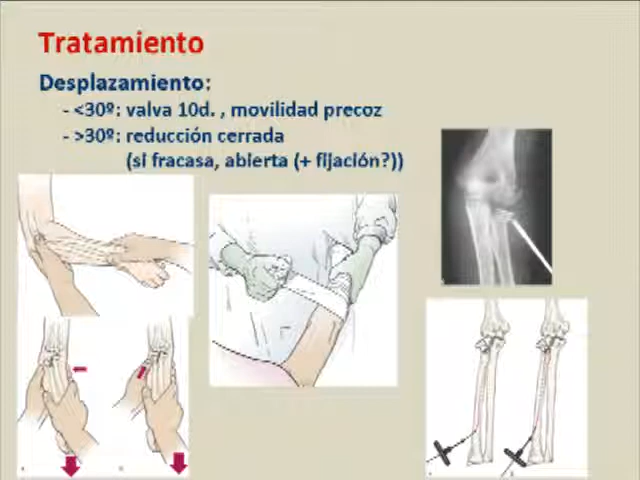 Tratamiento
Desplazamiento:
- <30º: valva 10d. , movilidad precoz
- >30º: reducción cerrada
(si fracasa, abierta (+ fijación?))